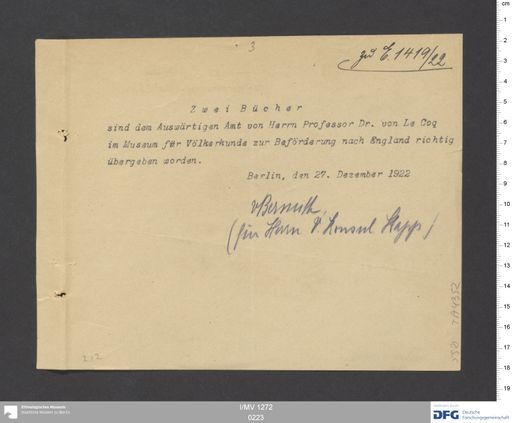 3
zu E. 1419/22
Zwei Bücher
sind dem Auswärtigen Amt von Herrn Professor Dr. von Le Coq
im Museum für Völkerkunde zur Beförderung nach England richtig
übergeben worden.
Berlin, den 27. Dezember 1922
vBernuth,
(für Herrn Konsul
212
Ethnologisches Museum
Staatliche Museen zu Berlin
I/MV 1272
0223
DFG
Deutsche
Forschungsgemeinschaft